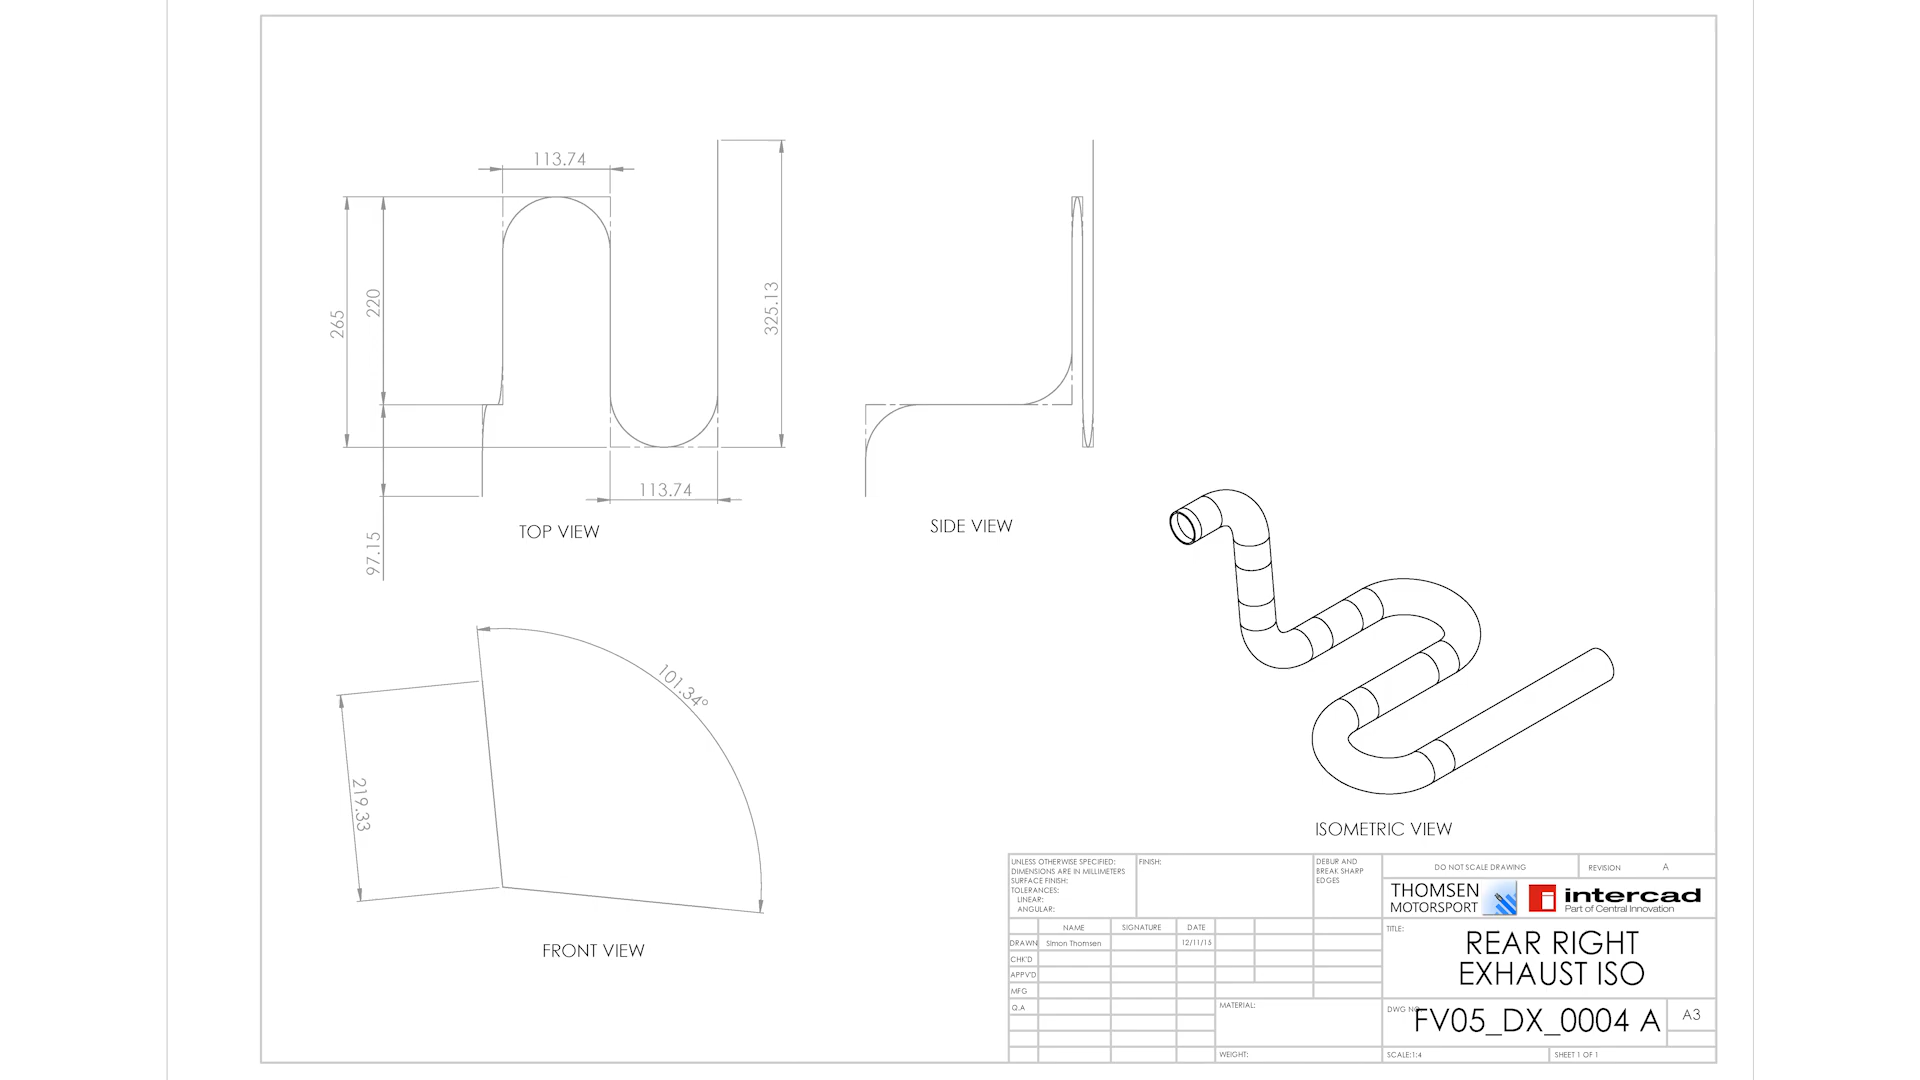 113.74
265
220
325.13
97.15
113.74
TOP VIEW
SIDE VIEW
101.34°
219.33
FRONT VIEW
ISOMETRIC VIEW
UNLESS OTHERWISE SPECIFIED:
DIMENSIONS ARE IN MILLIMETERS
SURFACE FINISH:
TOLERANCES:
LINEAR:
ANGULAR:
FINISH:
DEBUR AND
BREAK SHARP
EDGES
DO NOT SCALE DRAWING
REVISION
A
THOMSEN
MOTORSPORT
intercad
Part of Central Innovation
NAME
SIGNATURE
DATE
DRAWN
Simon Thomsen
12/11/15
CHK'D
APPV'D
MFG
Q.A
MATERIAL:
WEIGHT:
TITLE:
REAR RIGHT
EXHAUST ISO
DWG NO.
FV05_DX_0004 A
A3
SCALE:1:4
SHEET 1 OF 1